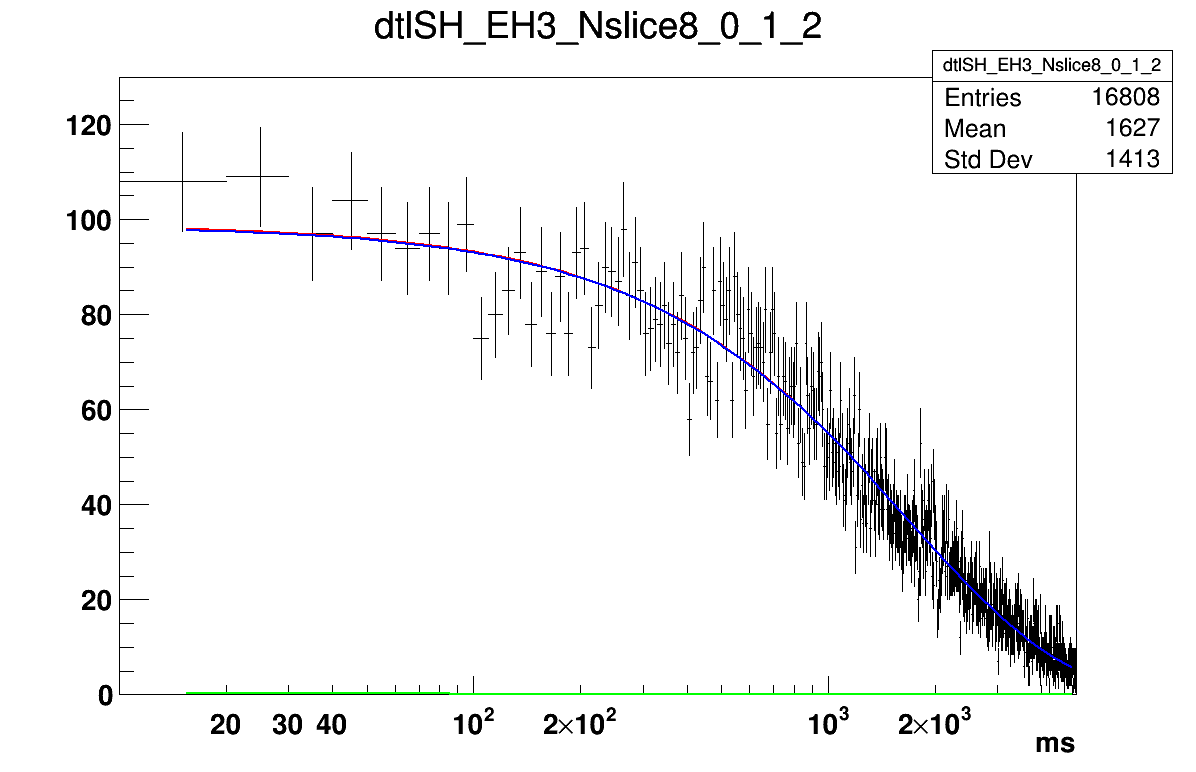 dtlSH_EH3_Nslice8_0_1_2
dtlSH_EH3_Nslice8_0_1_2
Entries 16808
Mean 1627
Std Dev 1413
120
100
80
60
40
20
0
20 30 40 10² 2×10² 10³ 2×10³
ms